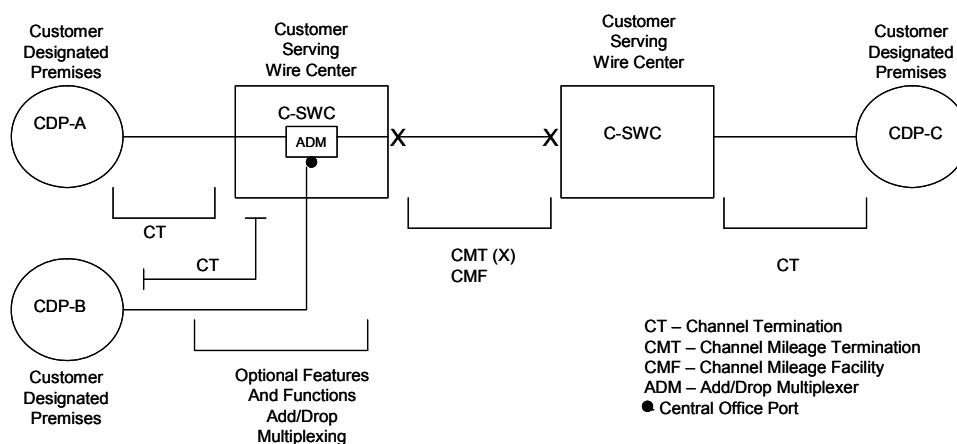 Customer
Designated
Premises
Customer
Serving
Wire Center
Customer
Serving
Wire Center
Customer
Designated
Premises
CDP-A
C-SWC
ADM
X
X
C-SWC
CDP-C
CT
CT
CMT (X)
CMF
CT
CDP-B
Customer
Designated
Premises
Optional Features
And Functions
Add/Drop
Multiplexing
CT – Channel Termination
CMT – Channel Mileage Termination
CMF – Channel Mileage Facility
ADM – Add/Drop Multiplexer
Central Office Port